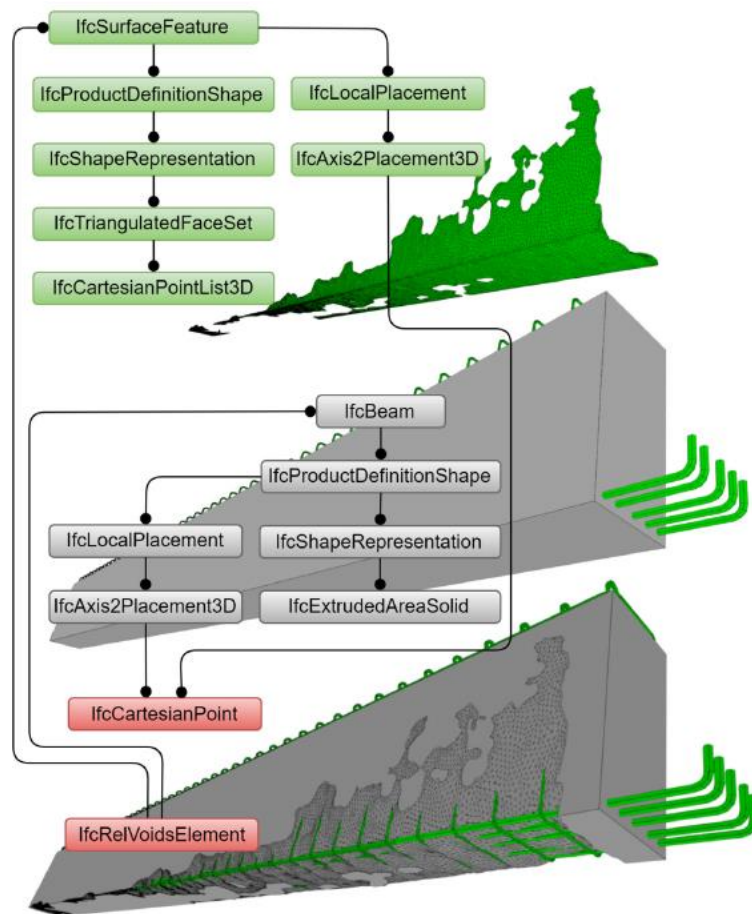 IfcSurfaceFeature
IfcProductDefinitionShape
IfcLocalPlacement
IfcShapeRepresentation
IfcAxis2Placement3D
IfcTriangulatedFaceSet
IfcCartesianPointList3D
IfcBeam
IfcProductDefinitionShape
IfcLocalPlacement
IfcShapeRepresentation
IfcAxis2Placement3D
IfcExtrudedAreaSolid
IfcCartesianPoint
IfcRelVoidsElement